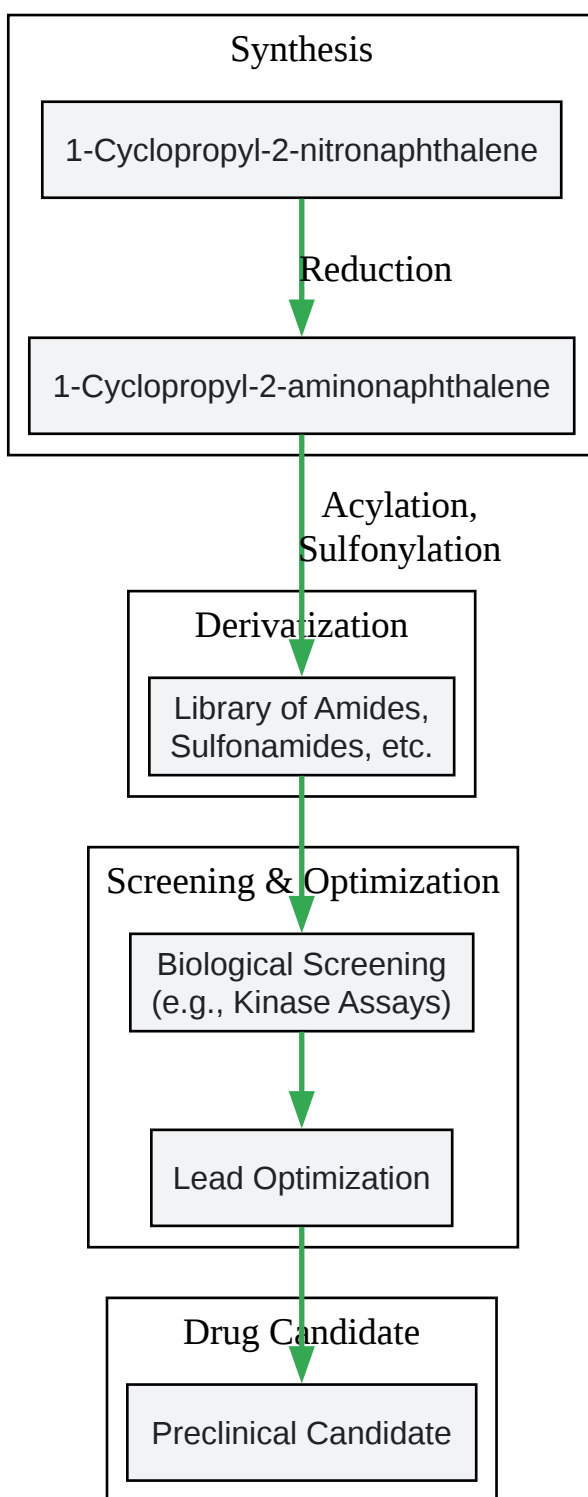 Synthesis
1-Cyclopropyl-2-nitronaphthalene
Reduction
1-Cyclopropyl-2-aminonaphthalene
Acylation,
Sulfonylation
Derivatization
Library of Amides,
Sulfonamides, etc.
Screening & Optimization
Biological Screening
(e.g., Kinase Assays)
Lead Optimization
Drug Candidate
Preclinical Candidate